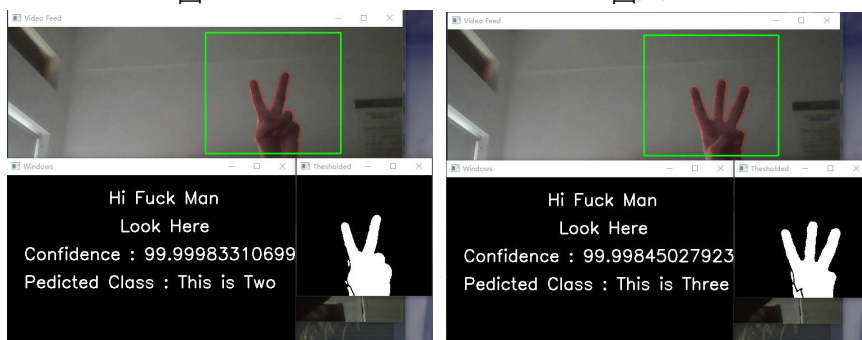 Video Feed
Windows
Thesholded
Hi Fuck Man
Look Here
Confidence : 99.99983310699
Pedicted Class : This is Two
Video Feed
Windows
Thesholded
Hi Fuck Man
Look Here
Confidence : 99.99845027923
Pedicted Class : This is Three